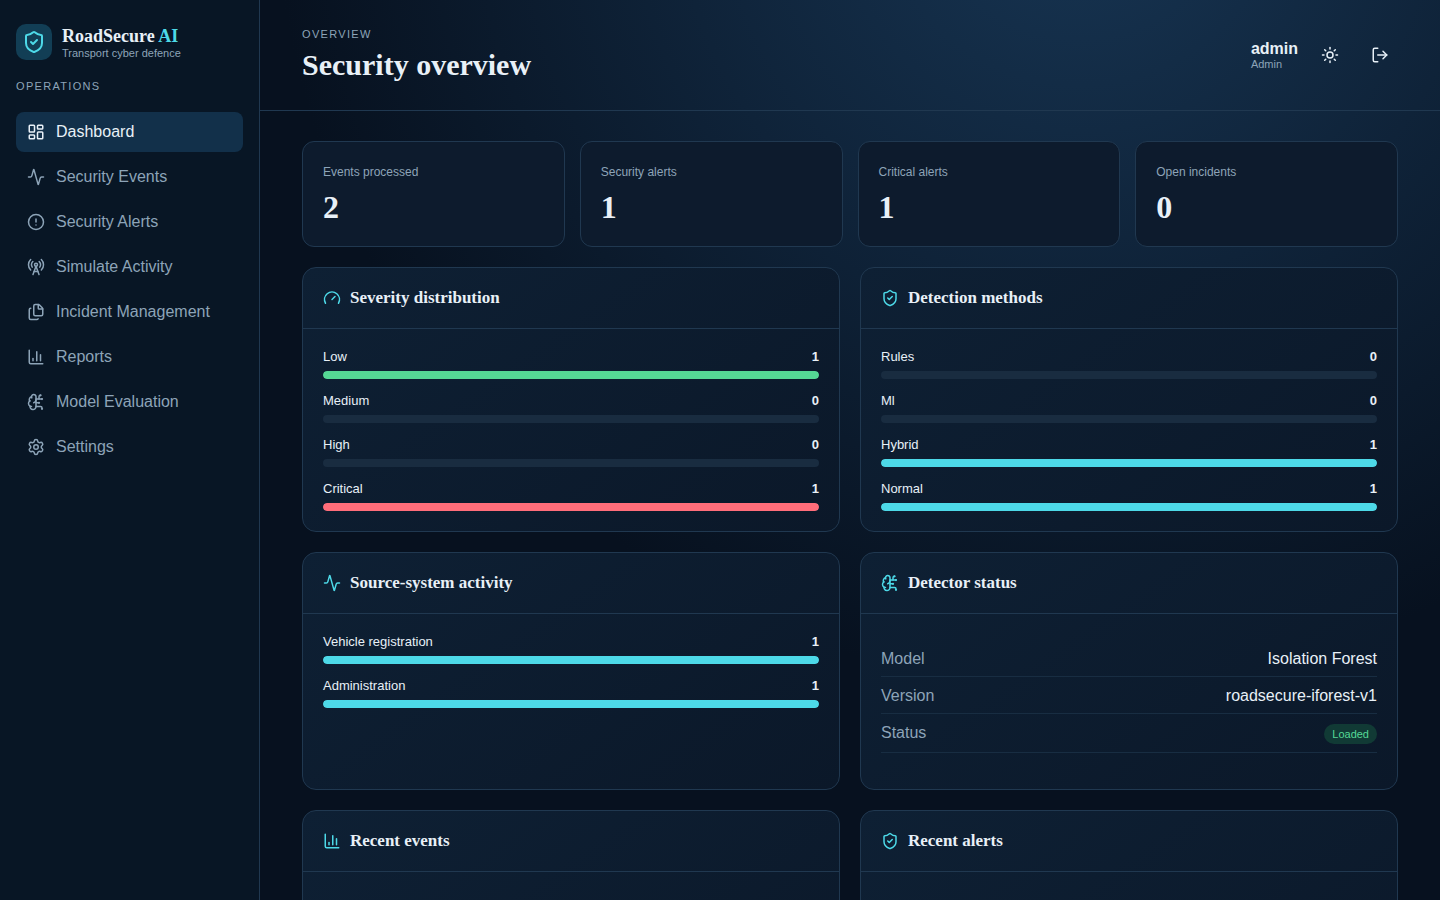 RoadSecure AI
Transport cyber defence
OPERATIONS
Dashboard
Security Events
Security Alerts
Simulate Activity
Incident Management
Reports
Model Evaluation
Settings
OVERVIEW
Security overview
admin
Admin
Events processed
2
Security alerts
1
Critical alerts
1
Open incidents
0
Severity distribution
Low 1
Medium 0
High 0
Critical 1
Detection methods
Rules 0
Ml 0
Hybrid 1
Normal 1
Source-system activity
Vehicle registration 1
Administration 1
Detector status
Model Isolation Forest
Version roadsecure-iforest-v1
Status Loaded
Recent events
Recent alerts